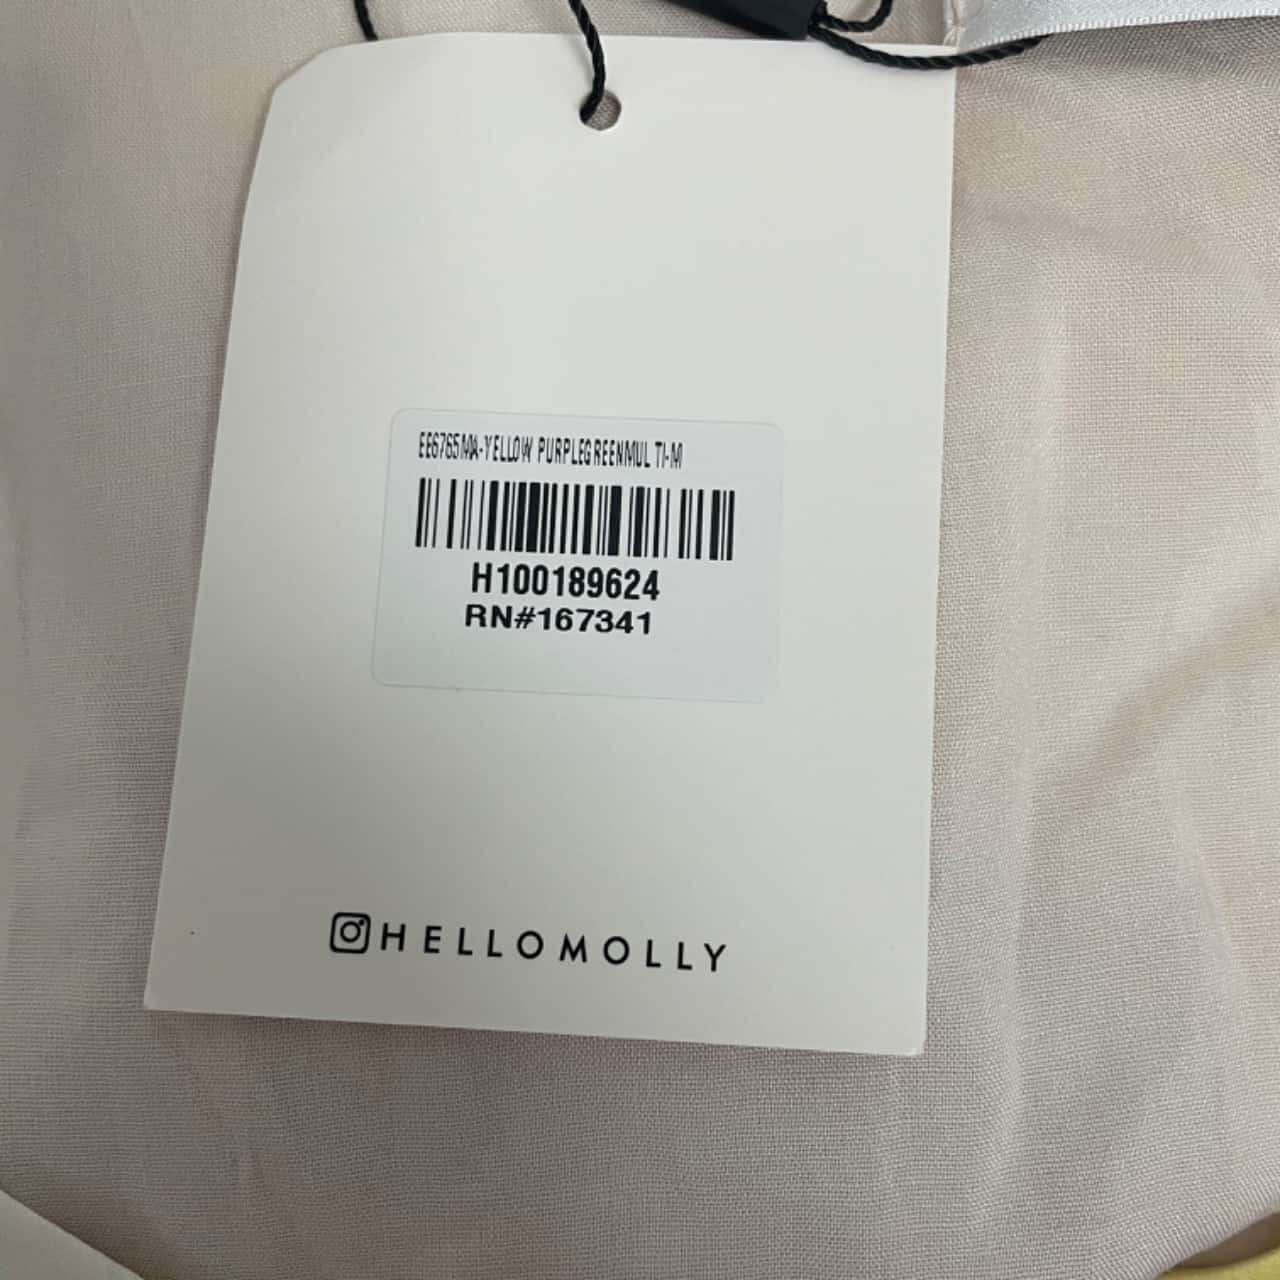 EE6765MA-YELLOW PURPLEGREENMUL TI-M
H100189624
RN#167341
HELLOMOLLY